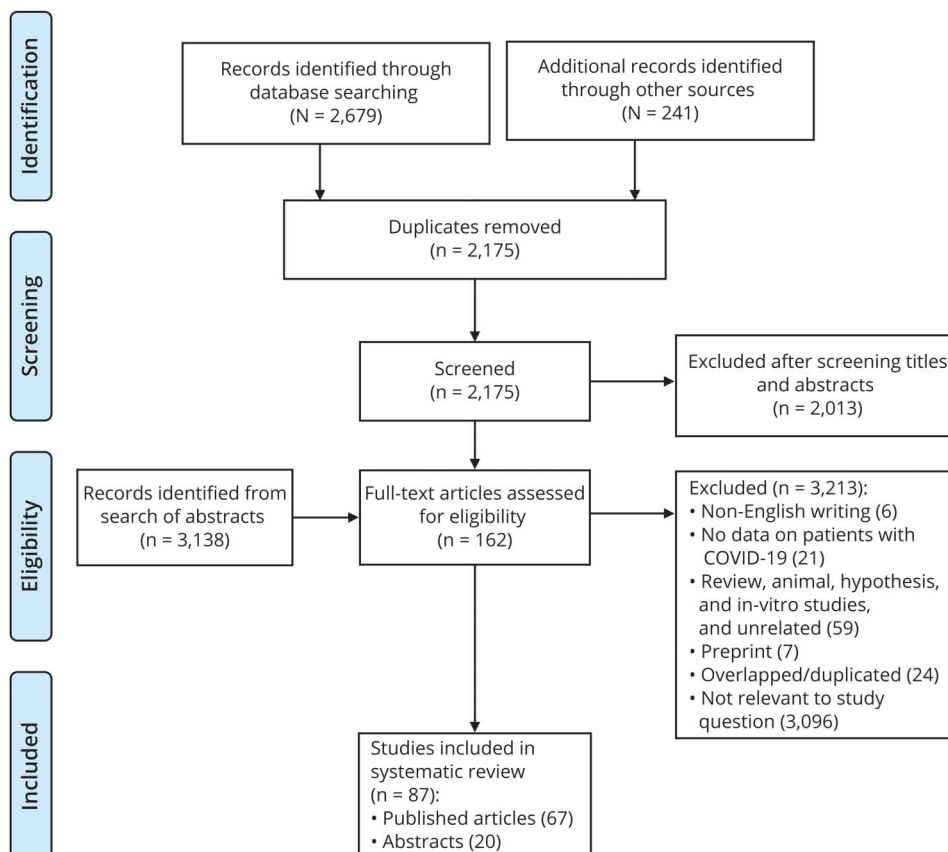 Identification
Records identified through
database searching
(N = 2,679)
Additional records identified
through other sources
(N = 241)
Duplicates removed
(n = 2,175)
Screening
Screened
(n = 2,175)
Excluded after screening titles
and abstracts
(n = 2,013)
Eligibility
Records identified from
search of abstracts
(n = 3,138)
Full-text articles assessed
for eligibility
(n = 162)
Excluded (n = 3,213):
• Non-English writing (6)
• No data on patients with
COVID-19 (21)
• Review, animal, hypothesis,
and in-vitro studies,
and unrelated (59)
• Preprint (7)
• Overlapped/duplicated (24)
• Not relevant to study
question (3,096)
Included
Studies included in
systematic review
(n = 87):
• Published articles (67)
• Abstracts (20)